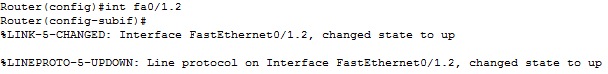 Router(config)#int fa0/1.2
Router(config-subif)#
%LINK-5-CHANGED: Interface FastEthernet0/1.2, changed state to up
%LINEPROTO-5-UPDOWN: Line protocol on Interface FastEthernet0/1.2, changed state to up